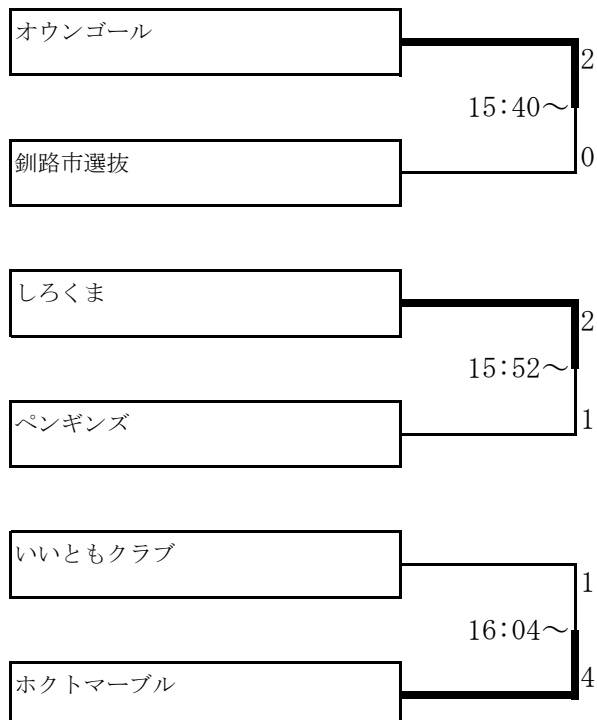 オウンゴール
2
15:40～
0
釧路市選抜
しろくま
2
15:52～
1
ペンギンズ
いいともクラブ
1
16:04～
4
ホクトマーブル